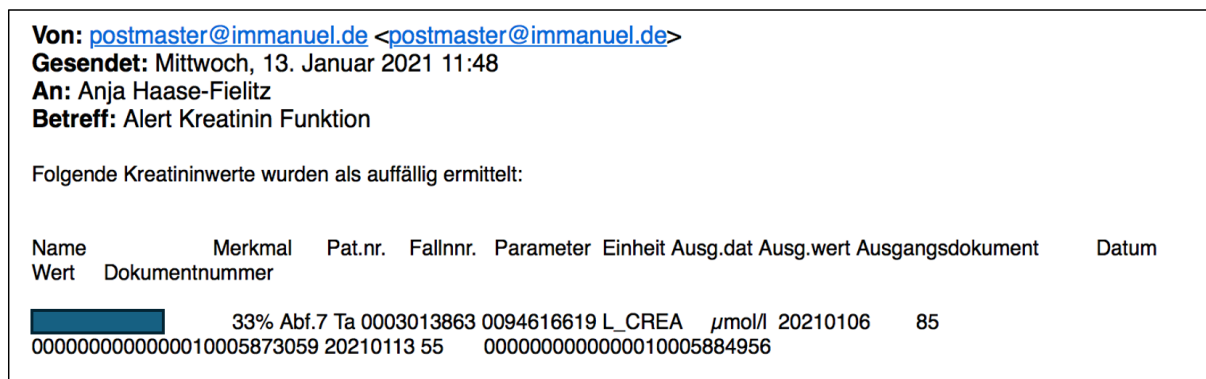 Von: postmaster@immanuel.de <postmaster@immanuel.de>
Gesendet: Mittwoch, 13. Januar 2021 11:48
An: Anja Haase-Fielitz
Betreff: Alert Kreatinin Funktion
Folgende Kreatininwerte wurden als auffällig ermittelt:
Name Merkmal Pat.nr. Fallnnr. Parameter Einheit Ausg.dat Ausg.wert Ausgangsdokument Datum
Wert Dokumentnummer
33% Abf.7 Ta 0003013863 0094616619 L_CREA µmol/l 20210106 85
0000000000000010005873059 20210113 55 0000000000000010005884956